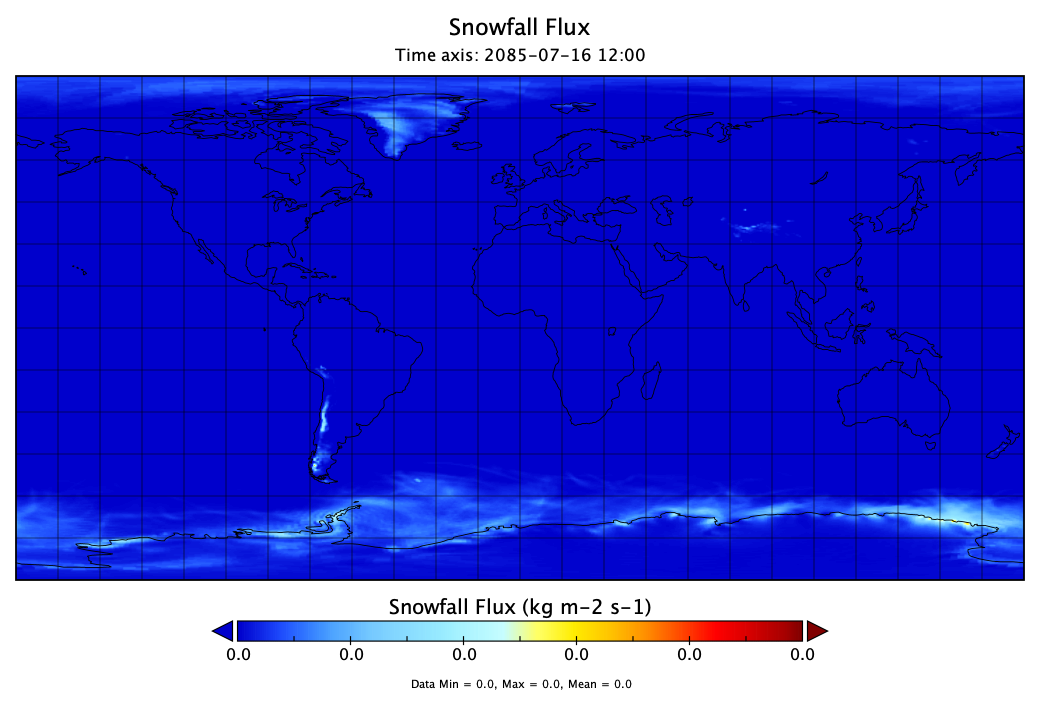 Snowfall Flux
Time axis: 2085-07-16 12:00
Snowfall Flux (kg m-2 s-1)
0.0 0.0 0.0 0.0 0.0 0.0
Data Min = 0.0, Max = 0.0, Mean = 0.0